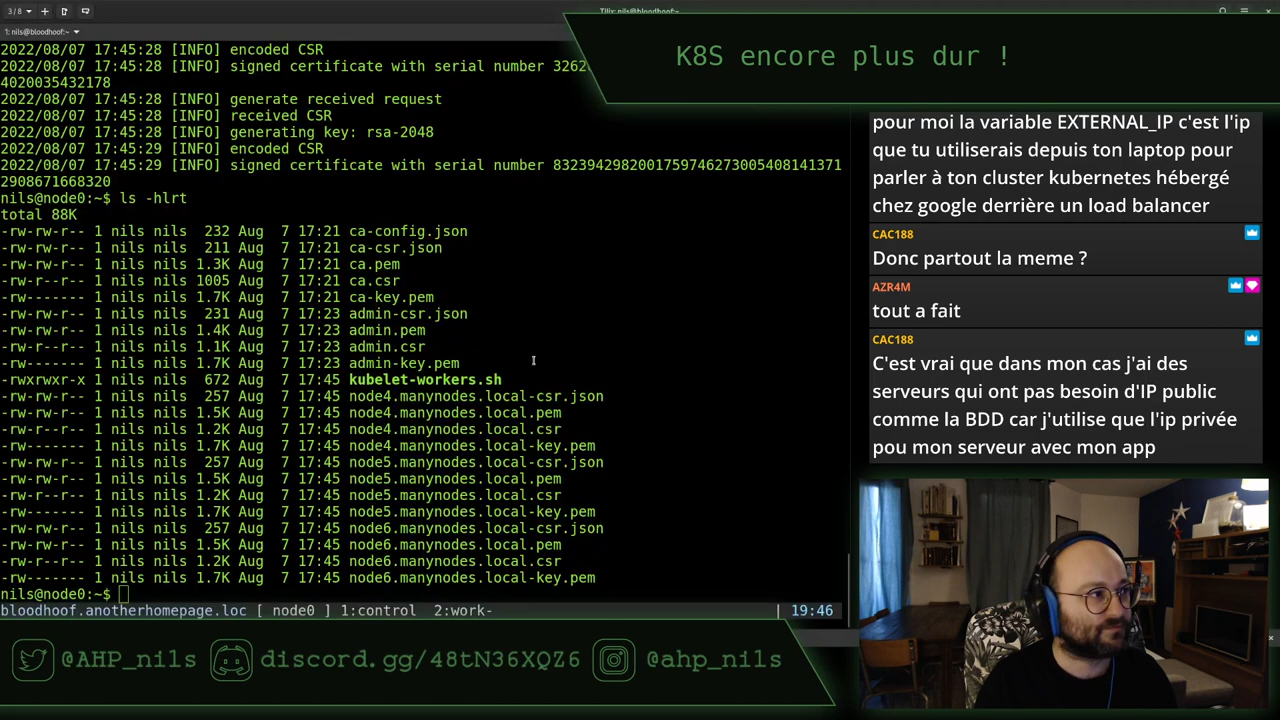 3/8
Tilix: nils@bloodhoof:~
1: nils@bloodhoof:~
2022/08/07 17:45:28 [INFO] encoded CSR
2022/08/07 17:45:28 [INFO] signed certificate with serial number 3262
4020035432178
2022/08/07 17:45:28 [INFO] generate received request
2022/08/07 17:45:28 [INFO] received CSR
2022/08/07 17:45:28 [INFO] generating key: rsa-2048
2022/08/07 17:45:29 [INFO] encoded CSR
2022/08/07 17:45:29 [INFO] signed certificate with serial number 8323942982001759746273005408141371
2908671668320
nils@node0:~$ ls -hlrt
total 88K
-rw-rw-r-- 1 nils nils  232 Aug  7 17:21 ca-config.json
-rw-rw-r-- 1 nils nils  211 Aug  7 17:21 ca-csr.json
-rw-rw-r-- 1 nils nils 1.3K Aug  7 17:21 ca.pem
-rw-r--r-- 1 nils nils 1005 Aug  7 17:21 ca.csr
-rw------- 1 nils nils 1.7K Aug  7 17:21 ca-key.pem
-rw-rw-r-- 1 nils nils  231 Aug  7 17:23 admin-csr.json
-rw-rw-r-- 1 nils nils 1.4K Aug  7 17:23 admin.pem
-rw-r--r-- 1 nils nils 1.1K Aug  7 17:23 admin.csr
-rw------- 1 nils nils 1.7K Aug  7 17:23 admin-key.pem
-rwxrwxr-x 1 nils nils  672 Aug  7 17:45 kubelet-workers.sh
-rw-rw-r-- 1 nils nils  257 Aug  7 17:45 node4.manynodes.local-csr.json
-rw-rw-r-- 1 nils nils 1.5K Aug  7 17:45 node4.manynodes.local.pem
-rw-r--r-- 1 nils nils 1.2K Aug  7 17:45 node4.manynodes.local.csr
-rw------- 1 nils nils 1.7K Aug  7 17:45 node4.manynodes.local-key.pem
-rw-rw-r-- 1 nils nils  257 Aug  7 17:45 node5.manynodes.local-csr.json
-rw-rw-r-- 1 nils nils 1.5K Aug  7 17:45 node5.manynodes.local.pem
-rw-r--r-- 1 nils nils 1.2K Aug  7 17:45 node5.manynodes.local.csr
-rw------- 1 nils nils 1.7K Aug  7 17:45 node5.manynodes.local-key.pem
-rw-rw-r-- 1 nils nils  257 Aug  7 17:45 node6.manynodes.local-csr.json
-rw-rw-r-- 1 nils nils 1.5K Aug  7 17:45 node6.manynodes.local.pem
-rw-r--r-- 1 nils nils 1.2K Aug  7 17:45 node6.manynodes.local.csr
-rw------- 1 nils nils 1.7K Aug  7 17:45 node6.manynodes.local-key.pem
nils@node0:~$
bloodhoof.anotherhomepage.loc [ node0 ] 1:control  2:work- | 19:46
K8S encore plus dur !
pour moi la variable EXTERNAL_IP c'est l'ip
que tu utiliserais depuis ton laptop pour
parler à ton cluster kubernetes hébergé
chez google derrière un load balancer
CAC188
Donc partout la meme ?
AZR4M
tout a fait
CAC188
C'est vrai que dans mon cas j'ai des
serveurs qui ont pas besoin d'IP public
comme la BDD car j'utilise que l'ip privée
pou mon serveur avec mon app
@AHP_nils
discord.gg/48tN36XQZ6
@ahp_nils